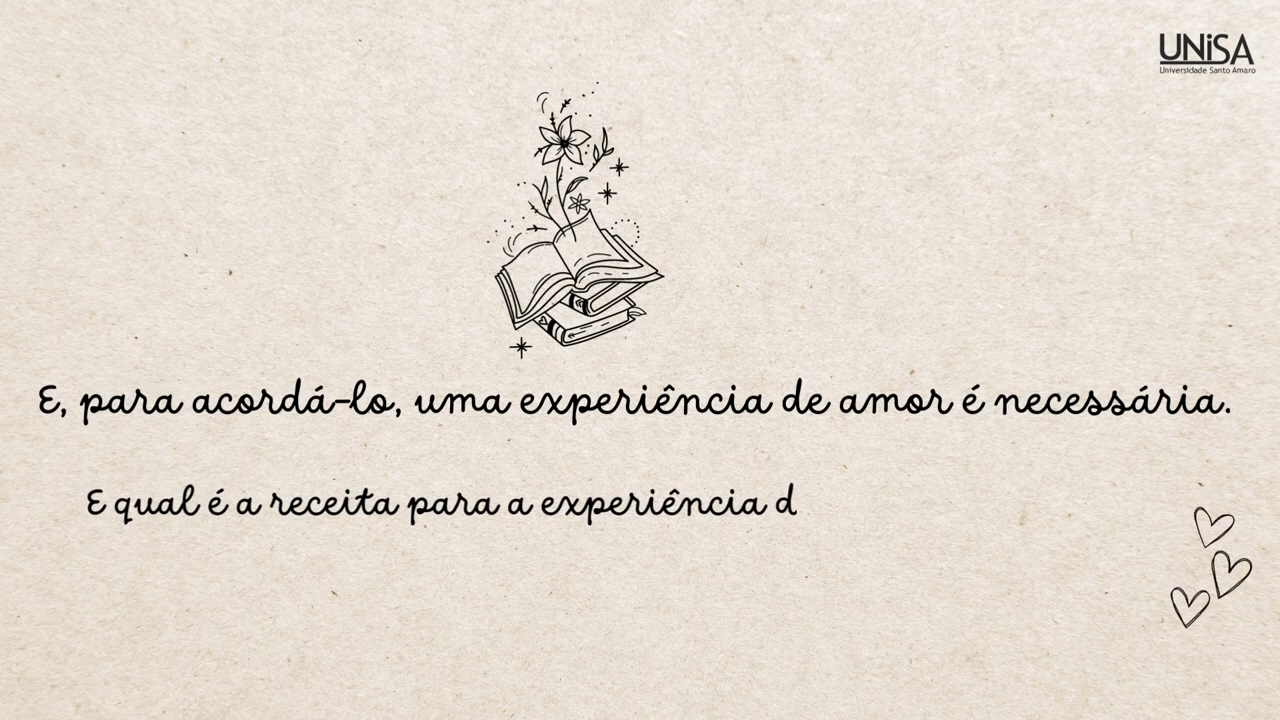 UNiSA
Universidade Santo Amaro
E, para acordá-lo, uma experiência de amor é necessária.
E qual é a receita para a experiência d